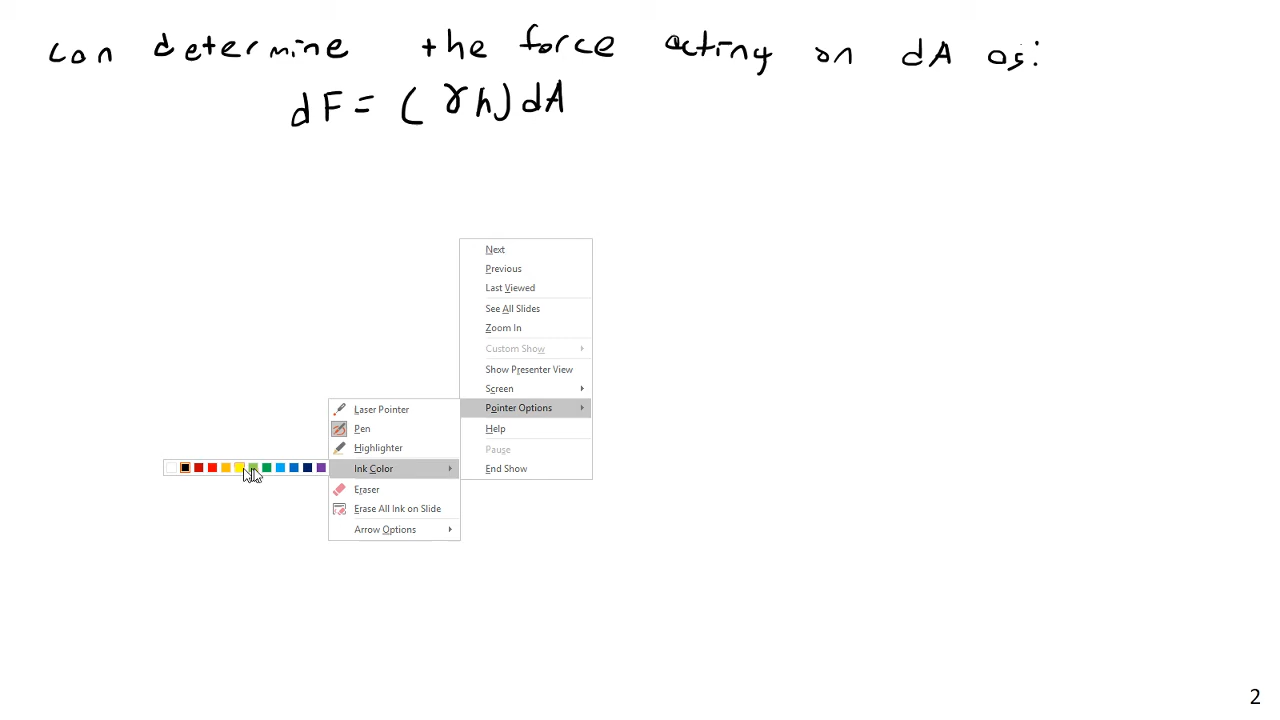 can determine the force acting on dA as:
dF = (γh)dA
Next
Previous
Last Viewed
See All Slides
Zoom In
Custom Show
Show Presenter View
Screen
Pointer Options
Help
Pause
End Show
Laser Pointer
Pen
Highlighter
Ink Color
Eraser
Erase All Ink on Slide
Arrow Options
2